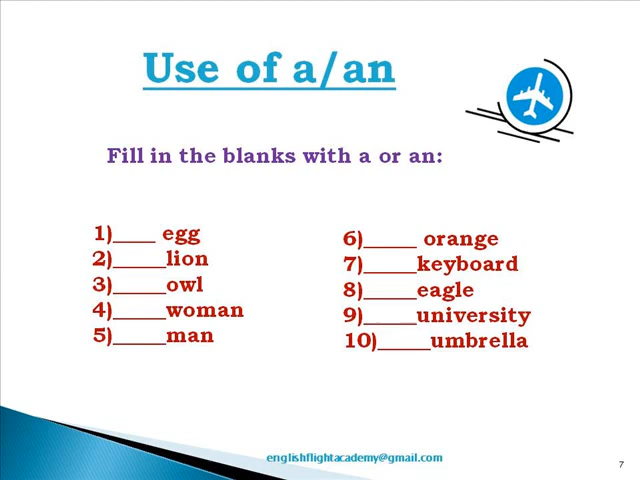 Use of a/an
Fill in the blanks with a or an:
1)____ egg
2)_____lion
3)_____owl
4)_____woman
5)_____man
6)_____ orange
7)_____keyboard
8)_____eagle
9)_____university
10)_____umbrella
englishflightacademy@gmail.com
7